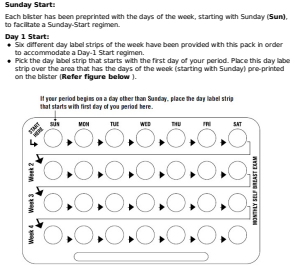 Sunday Start:
Each blister has been preprinted with the days of the week, starting with Sunday (Sun),
to facilitate a Sunday-Start regimen.
Day 1 Start:
• Six different day label strips of the week have been provided with this pack in order
to accommodate a Day-1 Start regimen.
• Pick the day label strip that starts with the first day of your period. Place this day label
strip over the area that has the days of the week (starting with Sunday) pre-printed
on the blister (Refer figure below ).
If your period begins on a day other than Sunday, place the day label strip
that starts with first day of you period here.
START
HERE
SUN MON TUE WED THU FRI SAT
Week 2
Week 3
Week 4
MONTHLY SELF BREAST EXAM